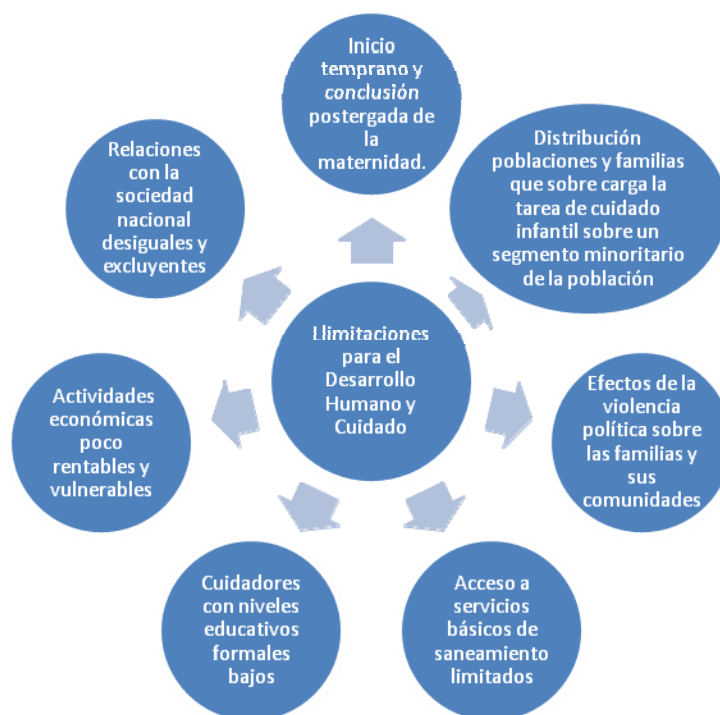 Inicio
temprano y
conclusión
postergada de
la
maternidad.
Distribución
poblaciones y familias
que sobre carga la
tarea de cuidado
infantil sobre un
segmento minoritario
de la población
Efectos de la
violencia
política sobre
las familias y
sus
comunidades
Acceso a
servicios
básicos de
saneamiento
limitados
Cuidadores
con niveles
educativos
formales
bajos
Actividades
económicas
poco
rentables y
vulnerables
Relaciones
con la
sociedad
nacional
desiguales y
excluyentes
Llimitaciones
para el
Desarrollo
Humano y
Cuidado